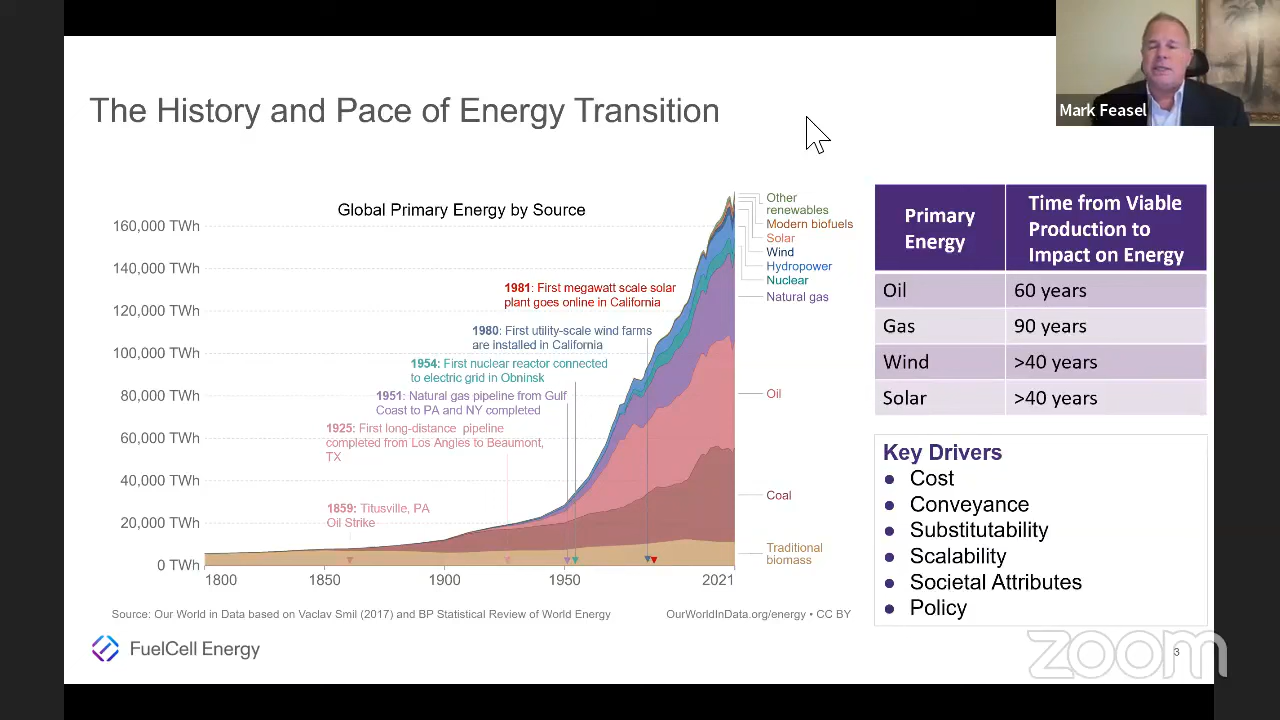 Mark Feasel
The History and Pace of Energy Transition
Global Primary Energy by Source
160,000 TWh
140,000 TWh
120,000 TWh
100,000 TWh
80,000 TWh
60,000 TWh
40,000 TWh
20,000 TWh
0 TWh
1981: First megawatt scale solar
plant goes online in California
1980: First utility-scale wind farms
are installed in California
1954: First nuclear reactor connected
to electric grid in Obninsk
1951: Natural gas pipeline from Gulf
Coast to PA and NY completed
1925: First long-distance pipeline
completed from Los Angles to Beaumont,
TX
1859: Titusville, PA
Oil Strike
1800
1850
1900
1950
2021
Other
renewables
Modern biofuels
Solar
Wind
Hydropower
Nuclear
Natural gas
Oil
Coal
Traditional
biomass
Source: Our World in Data based on Vaclav Smil (2017) and BP Statistical Review of World Energy
OurWorldInData.org/energy • CC BY
Primary
Energy
Time from Viable
Production to
Impact on Energy
Oil 60 years
Gas 90 years
Wind >40 years
Solar >40 years
Key Drivers
● Cost
● Conveyance
● Substitutability
● Scalability
● Societal Attributes
● Policy
FuelCell Energy
3
zoom